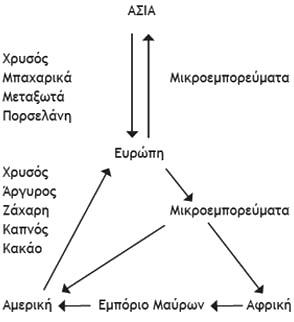 ΑΣΙΑ
Χρυσός
Μπαχαρικά
Μεταξωτά
Πορσελάνη
Μικροεμπορεύματα
Ευρώπη
Χρυσός
Άργυρος
Ζάχαρη
Καπνός
Κακάο
Μικροεμπορεύματα
Αμερική
Εμπόριο Μαύρων
Αφρική